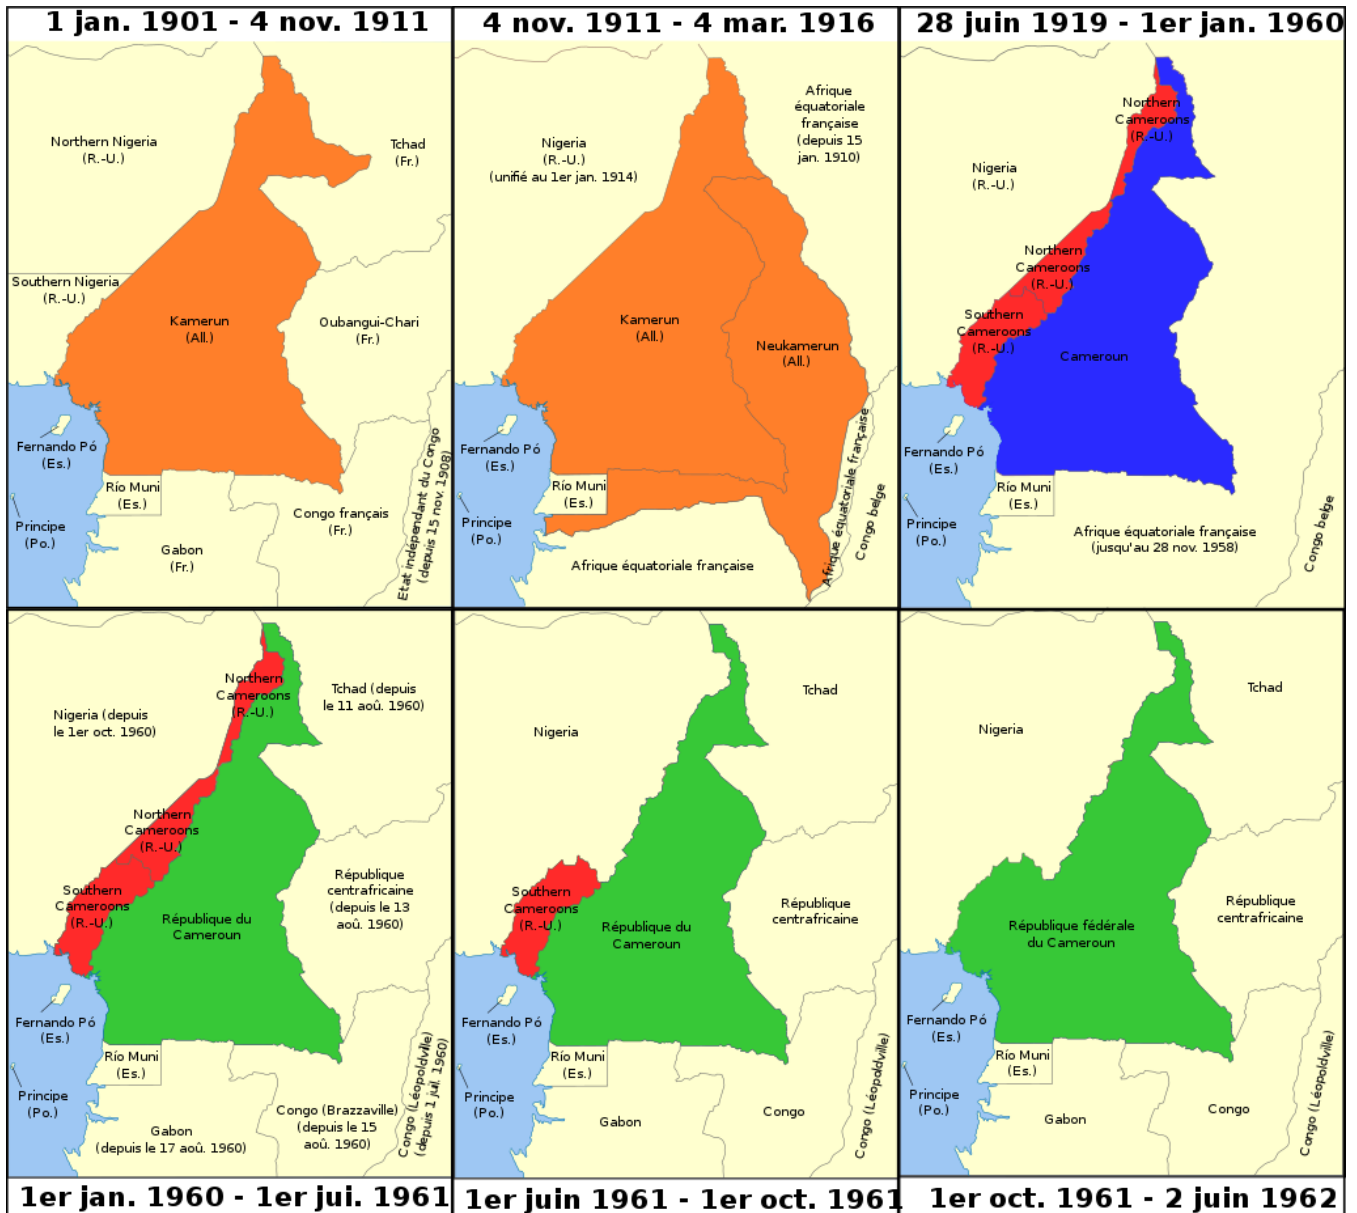 1 jan. 1901 - 4 nov. 1911
Northern Nigeria
(R.-U.)
Tchad
(Fr.)
Southern Nigeria
(R.-U.)
Kamerun
(All.)
Oubangui-Chari
(Fr.)
Fernando Pó
(Es.)
Río Muni
(Es.)
Principe
(Po.)
Gabon
(Fr.)
Congo français
(Fr.)
Etat indépendant du Congo
(depuis 15 nov. 1908)
4 nov. 1911 - 4 mar. 1916
Afrique
équatoriale
française
(depuis 15
jan. 1910)
Nigeria
(R.-U.)
(unifié au 1er jan. 1914)
Kamerun
(All.)
Neukamerun
(All.)
Fernando Pó
(Es.)
Río Muni
(Es.)
Principe
(Po.)
Afrique équatoriale française
Afrique équatoriale française
Congo belge
28 juin 1919 - 1er jan. 1960
Northern
Cameroons
(R.-U.)
Nigeria
(R.-U.)
Northern
Cameroons
(R.-U.)
Southern
Cameroons
(R.-U.)
Cameroun
Fernando Pó
(Es.)
Río Muni
(Es.)
Principe
(Po.)
Afrique équatoriale française
(jusqu'au 28 nov. 1958)
Congo belge
Northern
Cameroons
(R.-U.)
Tchad (depuis
le 11 aoû. 1960)
Nigeria (depuis
le 1er oct. 1960)
Northern
Cameroons
(R.-U.)
Southern
Cameroons
(R.-U.)
République du
Cameroun
République
centrafricaine
(depuis le 13
aoû. 1960)
Fernando Pó
(Es.)
Río Muni
(Es.)
Principe
(Po.)
Gabon
(depuis le 17 aoû. 1960)
Congo (Brazzaville)
(depuis le 15
aoû. 1960)
Congo (Léopoldville)
(depuis 1 juil. 1960)
1er jan. 1960 - 1er jui. 1961
Tchad
Nigeria
Southern
Cameroons
(R.-U.)
République du
Cameroun
République
centrafricaine
Fernando Pó
(Es.)
Río Muni
(Es.)
Principe
(Po.)
Gabon
Congo
Congo (Léopoldville)
1er juin 1961 - 1er oct. 1961
Tchad
Nigeria
République fédérale
du Cameroun
République
centrafricaine
Fernando Pó
(Es.)
Río Muni
(Es.)
Principe
(Po.)
Gabon
Congo
Congo (Léopoldville)
1er oct. 1961 - 2 juin 1962